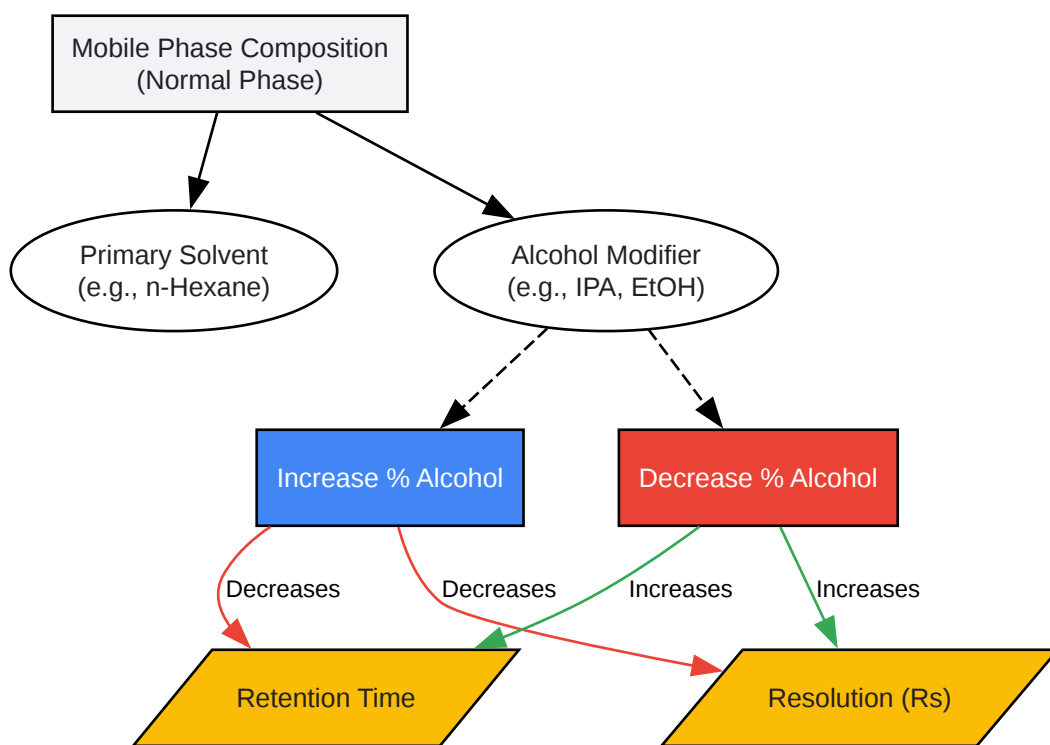 Mobile Phase Composition
(Normal Phase)
Primary Solvent
(e.g., n-Hexane)
Alcohol Modifier
(e.g., IPA, EtOH)
Increase % Alcohol
Decrease % Alcohol
Decreases
Decreases
Increases
Increases
Retention Time
Resolution (Rs)